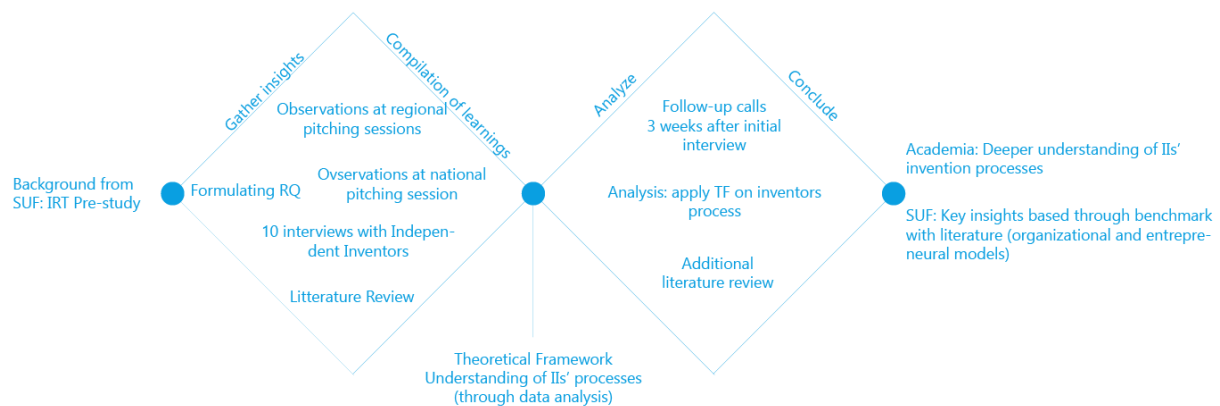 Gather insights
Compilation of learnings
Analyze
Conclude
Background from
SUF: IRT Pre-study
Formulating RQ
Observations at regional
pitching sessions
Ovservations at national
pitching session
10 interviews with Indepen-
dent Inventors
Litterature Review
Theoretical Framework
Understanding of IIs’ processes
(through data analysis)
Follow-up calls
3 weeks after initial
interview
Analysis: apply TF on inventors
process
Additional
literature review
Academia: Deeper understanding of IIs’
invention processes
SUF: Key insights based through benchmark
with literature (organizational and entrepre-
neural models)